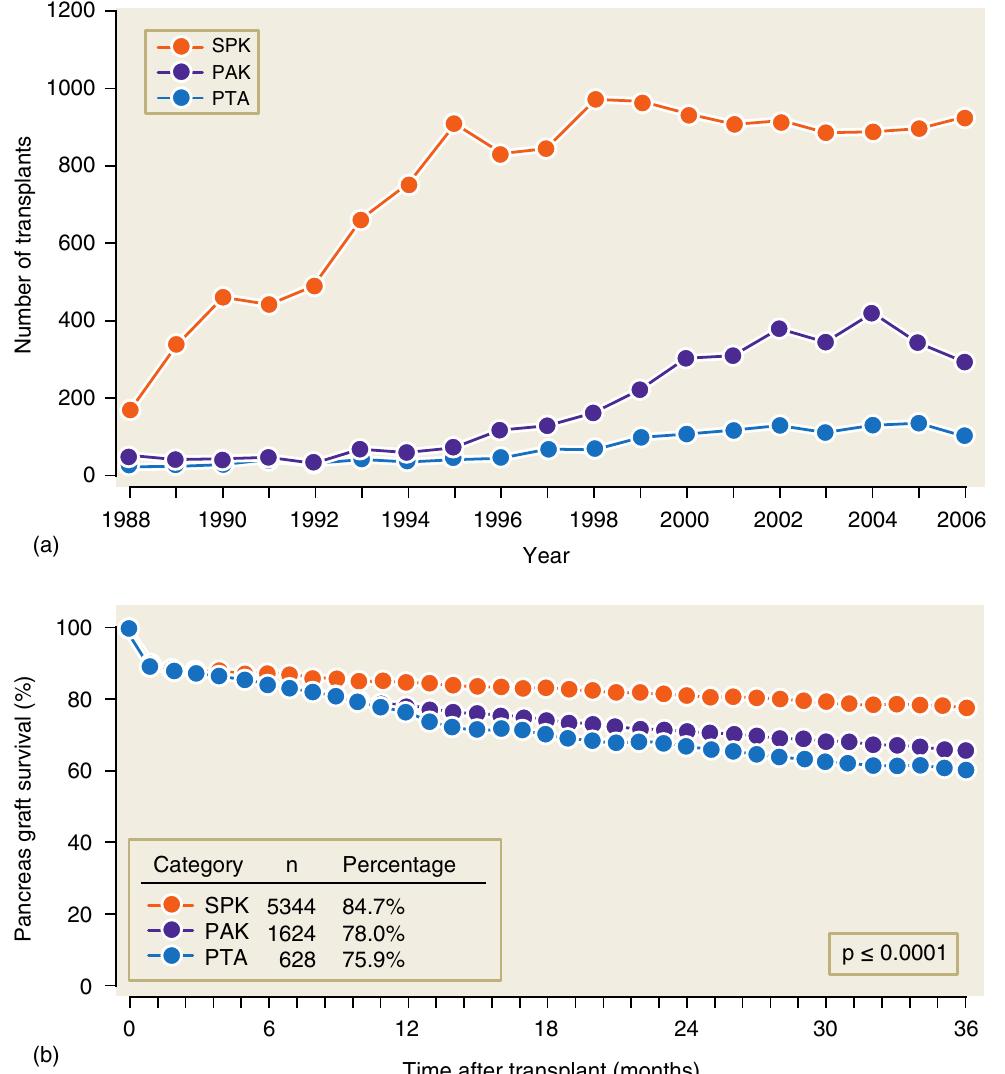 1200
1000
800
600
400
200
0
Number of transplants
SPK
PAK
PTA
1988 1990 1992 1994 1996 1998 2000 2002 2004 2006
Year
(a)
100
80
60
40
20
0
Pancreas graft survival (%)
Category n Percentage
SPK 5344 84.7%
PAK 1624 78.0%
PTA 628 75.9%
p ≤ 0.0001
0 6 12 18 24 30 36
Time after transplant (months)
(b)